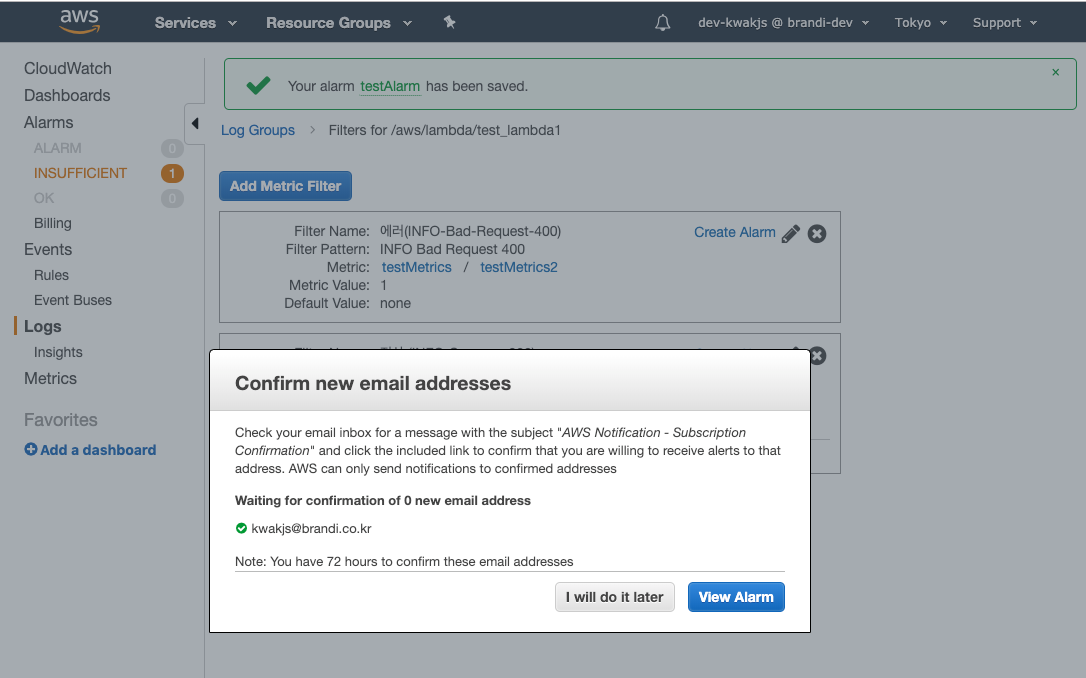 aws
Services
Resource Groups
dev-kwakjs @ brandi-dev
Tokyo
Support
CloudWatch
Dashboards
Alarms
ALARM 0
INSUFFICIENT 1
OK 0
Billing
Events
Rules
Event Buses
Logs
Insights
Metrics
Favorites
Add a dashboard
Your alarm testAlarm has been saved.
Log Groups > Filters for /aws/lambda/test_lambda1
Add Metric Filter
Filter Name: 에러(INFO-Bad-Request-400)
Create Alarm
Filter Pattern: INFO Bad Request 400
Metric: testMetrics / testMetrics2
Metric Value: 1
Default Value: none
Confirm new email addresses
Check your email inbox for a message with the subject "AWS Notification - Subscription
Confirmation" and click the included link to confirm that you are willing to receive alerts to that
address. AWS can only send notifications to confirmed addresses
Waiting for confirmation of 0 new email address
kwakjs@brandi.co.kr
Note: You have 72 hours to confirm these email addresses
I will do it later
View Alarm